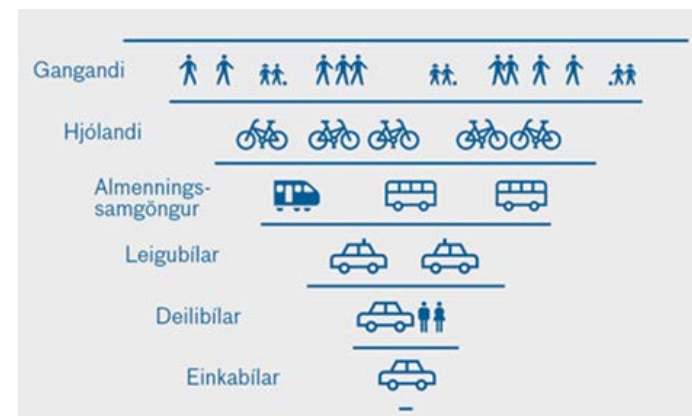 Gangandi
Hjólandi
Almennings-
samgöngur
Leigubílar
Deilibílar
Einkabílar